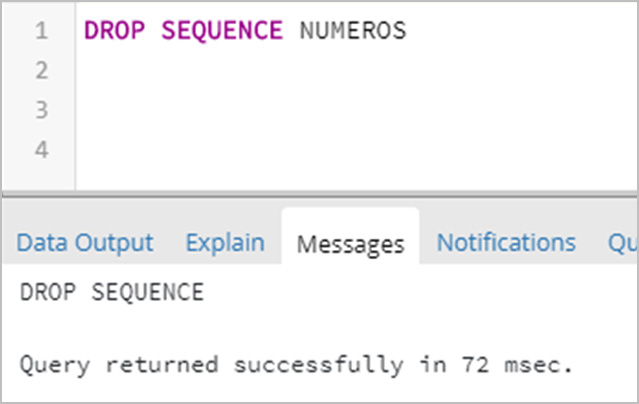 1 DROP SEQUENCE NUMEROS
2
3
4
Data Output Explain Messages Notifications Qu
DROP SEQUENCE
Query returned successfully in 72 msec.